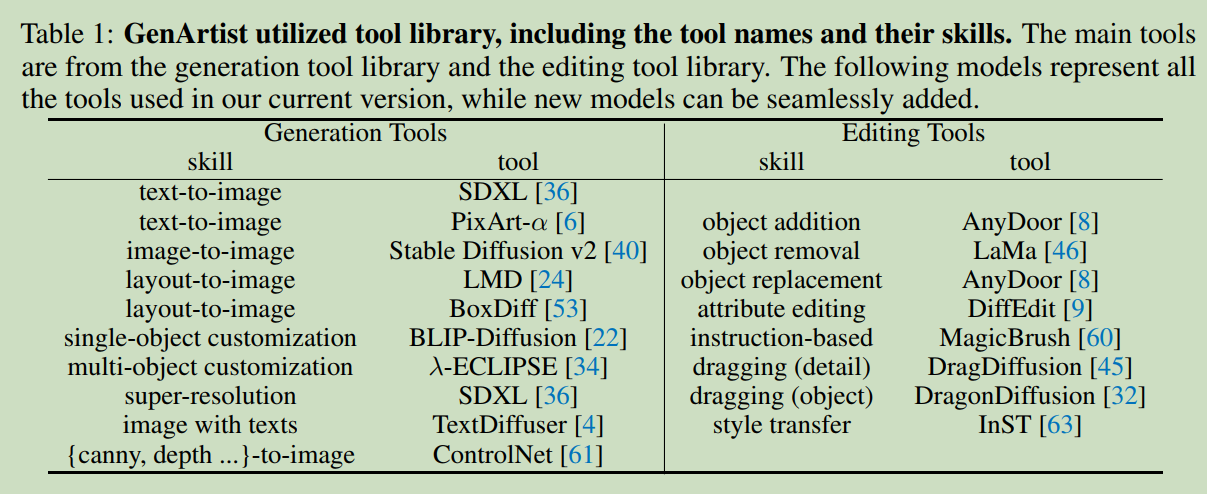 Table 1: GenArtist utilized tool library, including the tool names and their skills. The main tools
are from the generation tool library and the editing tool library. The following models represent all
the tools used in our current version, while new models can be seamlessly added.
Generation Tools Editing Tools
skill tool skill tool
text-to-image SDXL [36]
text-to-image PixArt-α [6] object addition AnyDoor [8]
image-to-image Stable Diffusion v2 [40] object removal LaMa [46]
layout-to-image LMD [24] object replacement AnyDoor [8]
layout-to-image BoxDiff [53] attribute editing DiffEdit [9]
single-object customization BLIP-Diffusion [22] instruction-based MagicBrush [60]
multi-object customization λ-ECLIPSE [34] dragging (detail) DragDiffusion [45]
super-resolution SDXL [36] dragging (object) DragonDiffusion [32]
image with texts TextDiffuser [4] style transfer InST [63]
{canny, depth ...}-to-image ControlNet [61]